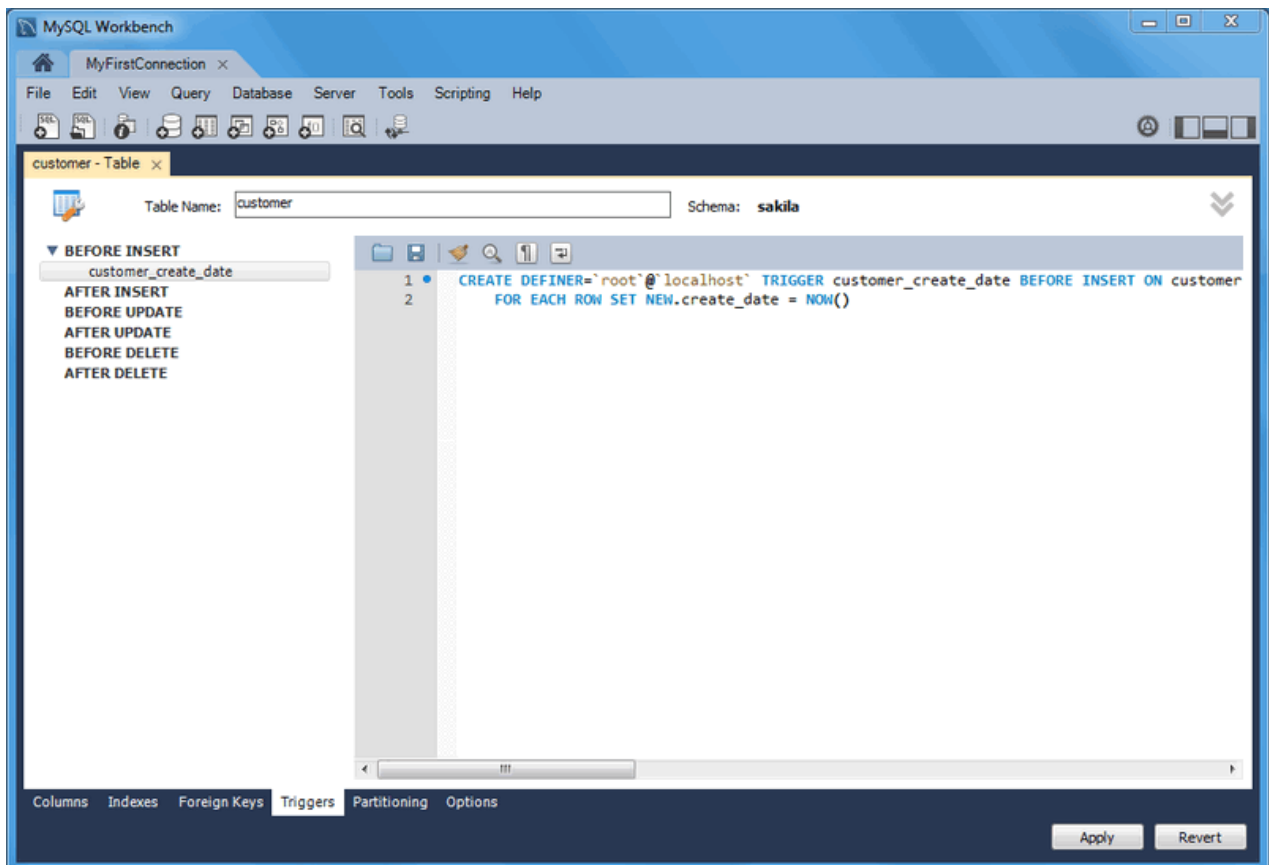 MySQL Workbench
MyFirstConnection ×
File Edit View Query Database Server Tools Scripting Help
customer - Table ×
Table Name: customer Schema: sakila
BEFORE INSERT
customer_create_date
AFTER INSERT
BEFORE UPDATE
AFTER UPDATE
BEFORE DELETE
AFTER DELETE
1 CREATE DEFINER=`root`@`localhost` TRIGGER customer_create_date BEFORE INSERT ON customer
2 FOR EACH ROW SET NEW.create_date = NOW()
Columns Indexes Foreign Keys Triggers Partitioning Options
Apply Revert